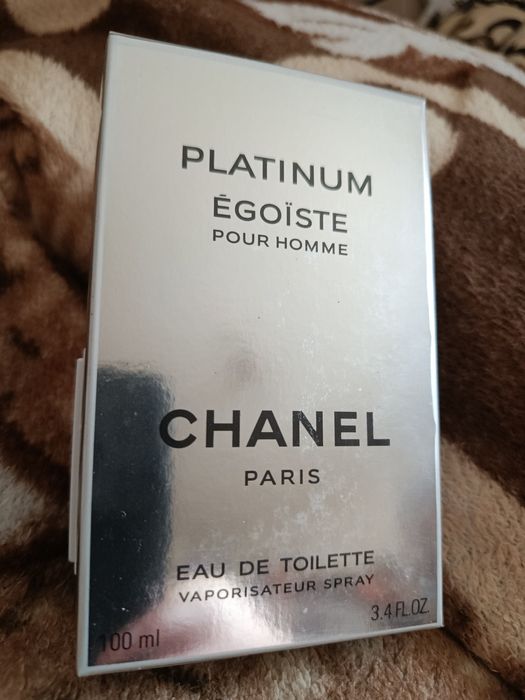 PLATINUM
ÉGOÏSTE
POUR HOMME
CHANEL
PARIS
EAU DE TOILETTE
VAPORISATEUR SPRAY
100 ml
3.4 FL.OZ.